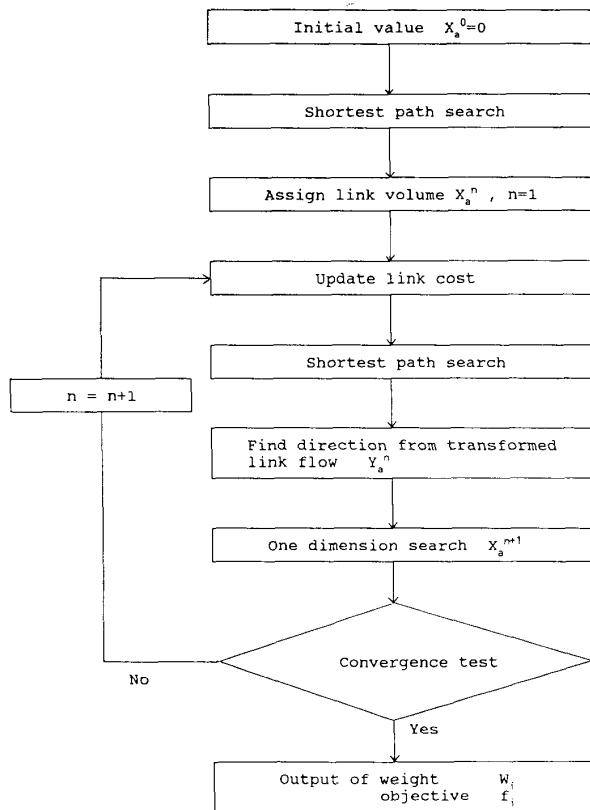 Initial value X_a^0=0
Shortest path search
Assign link volume X_a^n , n=1
Update link cost
Shortest path search
n = n+1
Find direction from transformed
link flow Y_a^n
One dimension search X_a^n+1
Convergence test
No
Yes
Output of weight W_i
objective f_i